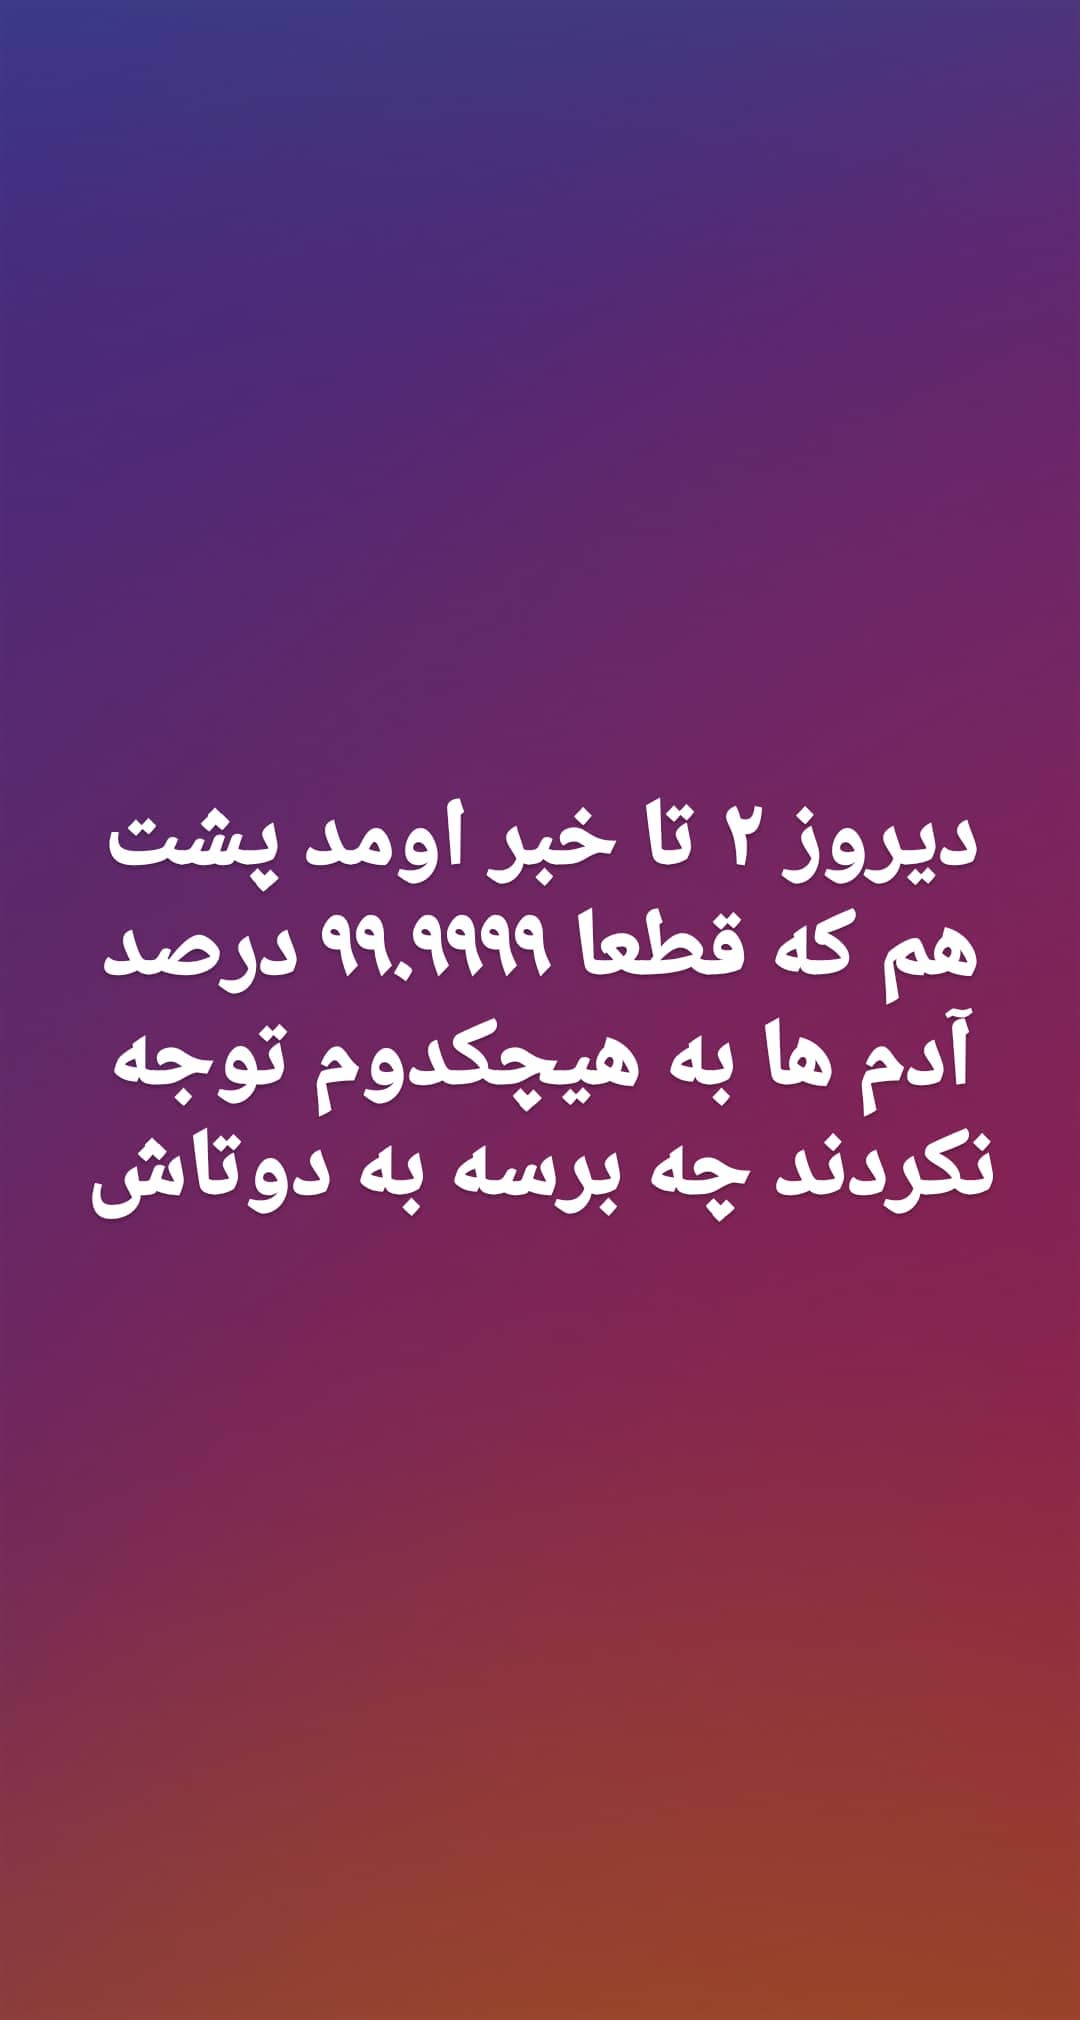 دیروز ۲ تا خبر اومد پشت
هم که قطعا ۹۹.۹۹۹۹ درصد
آدم ها به هیچکدوم توجه
نکردند چه برسه به دوتاش